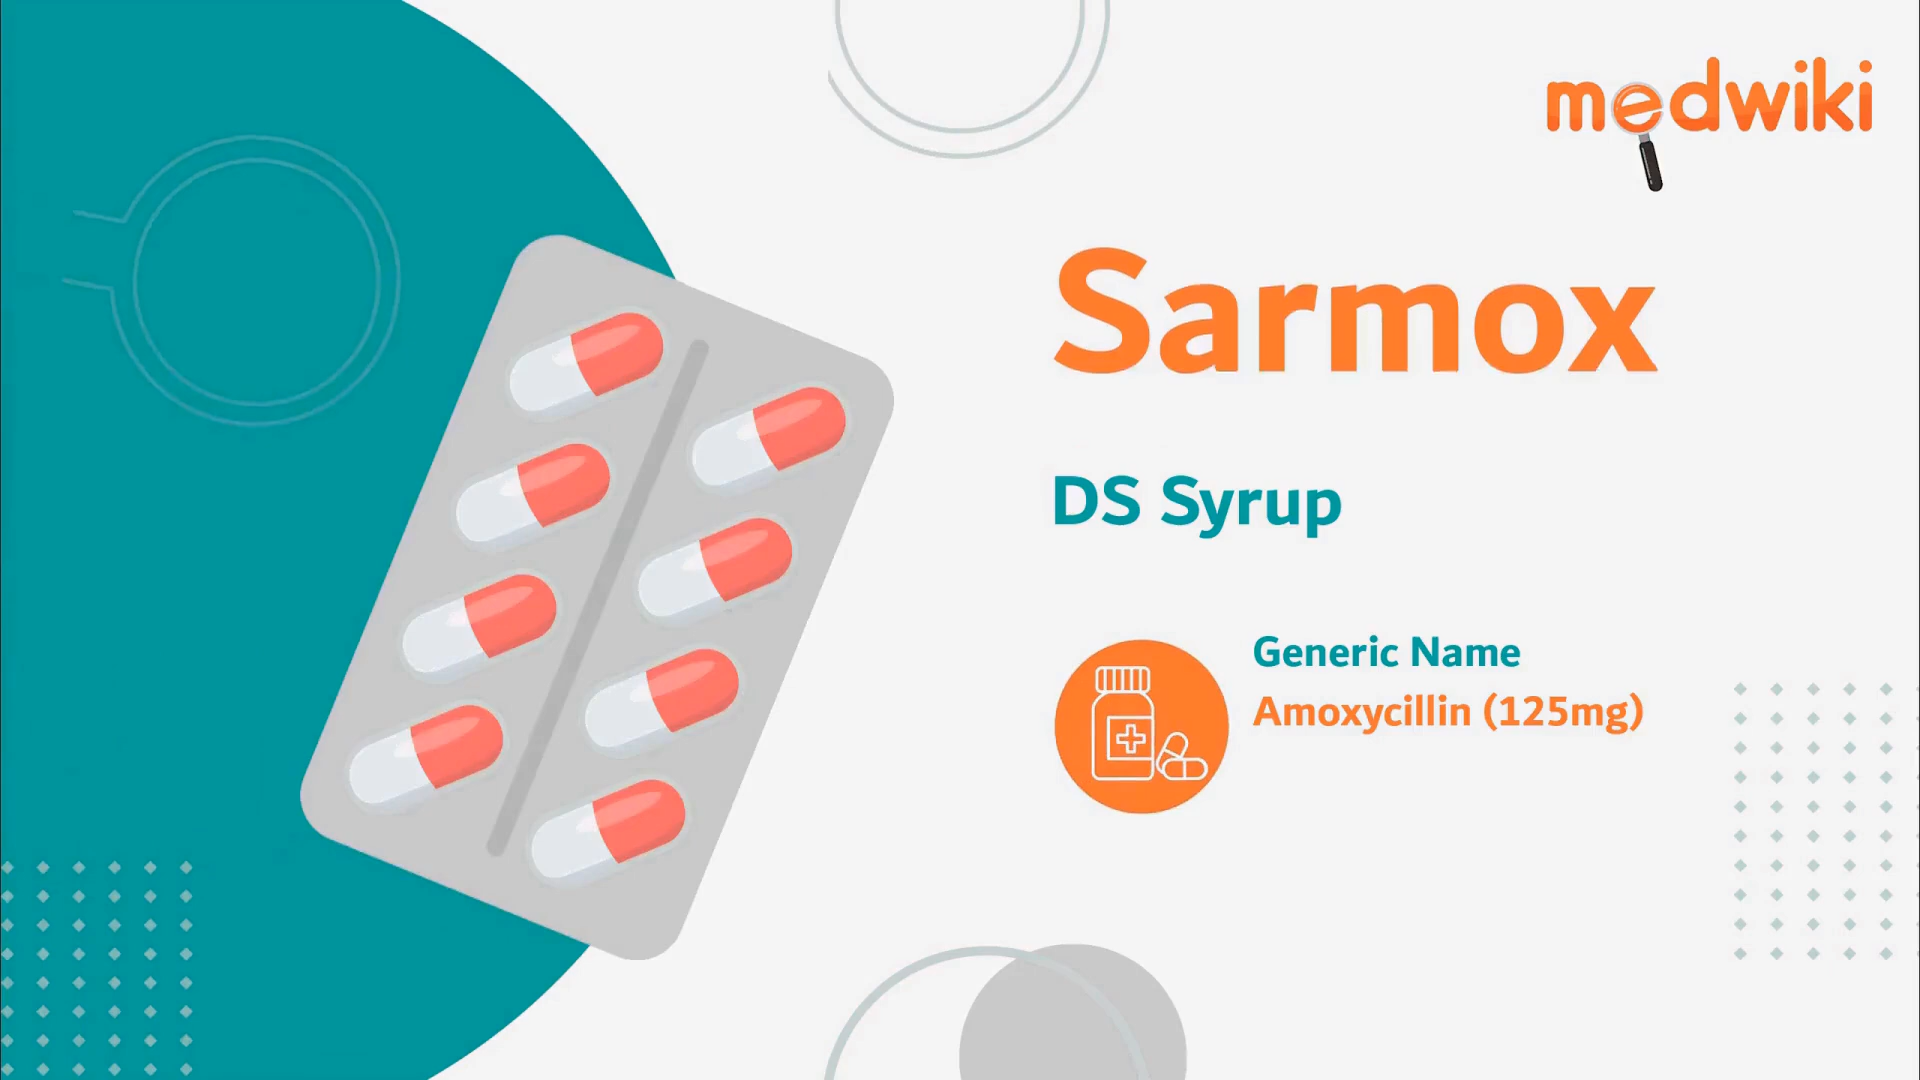 medwiki
Sarmox
DS Syrup
Generic Name
Amoxycillin (125mg)